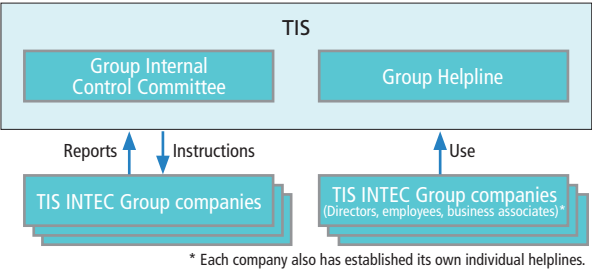 TIS
Group Internal
Control Committee
Group Helpline
Reports
Instructions
Use
TIS INTEC Group companies
TIS INTEC Group companies
(Directors, employees, business associates)*
* Each company also has established its own individual helplines.